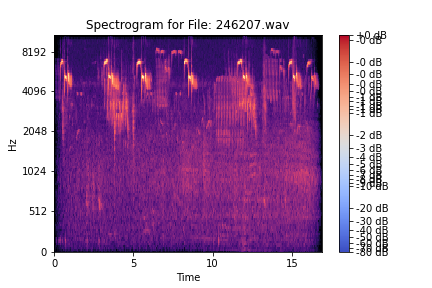 Spectrogram for File: 246207.wav
8192
4096
2048
1024
512
0
Hz
0
5
10
15
Time
+0 dB
-0 dB
-0 dB
-0 dB
-0 dB
-1 dB
-1 dB
-2 dB
-3 dB
-4 dB
-5 dB
-6 dB
-20 dB
-30 dB
-40 dB
-50 dB
-80 dB